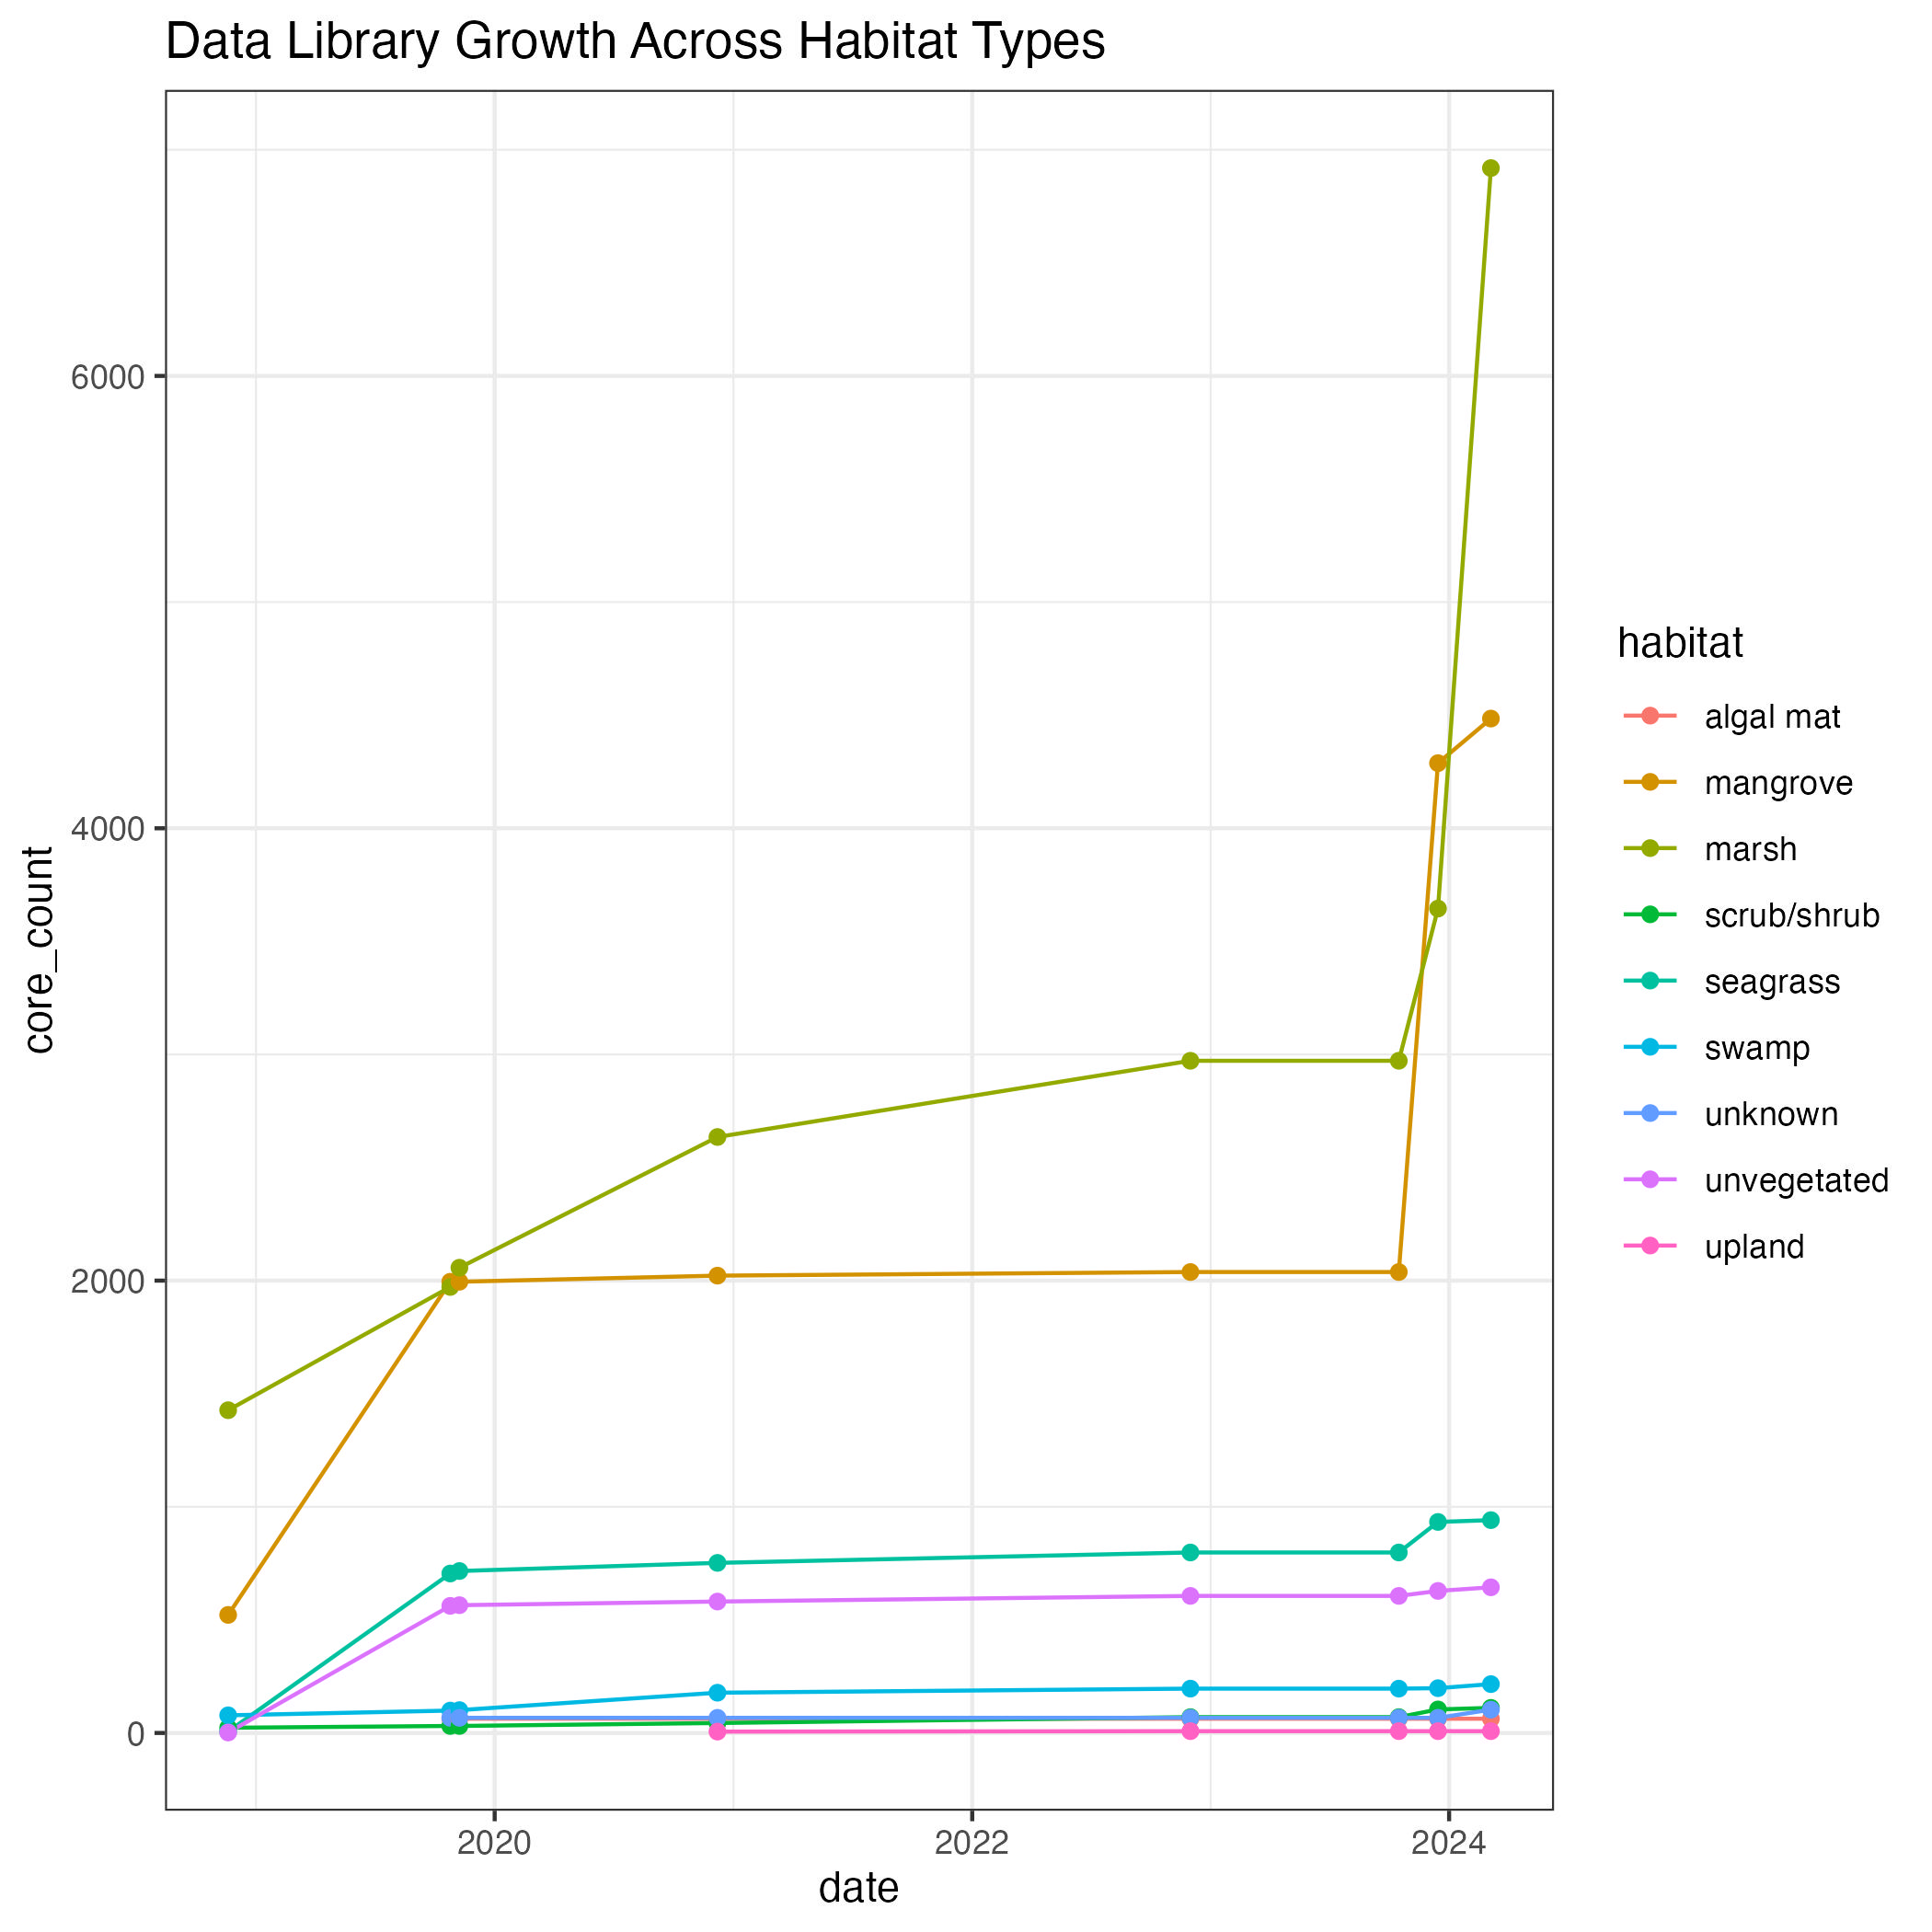 Data Library Growth Across Habitat Types
6000
4000
2000
0
core_count
2020
2022
2024
date
habitat
algal mat
mangrove
marsh
scrub/shrub
seagrass
swamp
unknown
unvegetated
upland